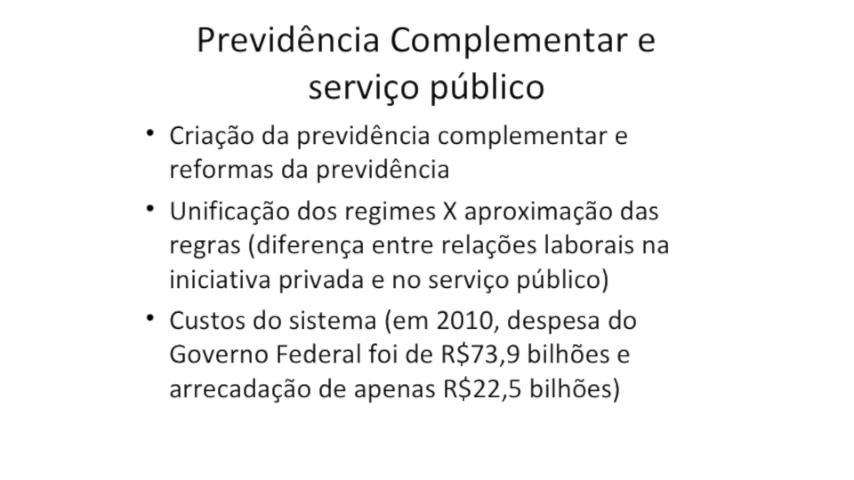 Previdência Complementar e
serviço público
• Criação da previdência complementar e
reformas da previdência
• Unificação dos regimes X aproximação das
regras (diferença entre relações laborais na
iniciativa privada e no serviço público)
• Custos do sistema (em 2010, despesa do
Governo Federal foi de R$73,9 bilhões e
arrecadação de apenas R$22,5 bilhões)